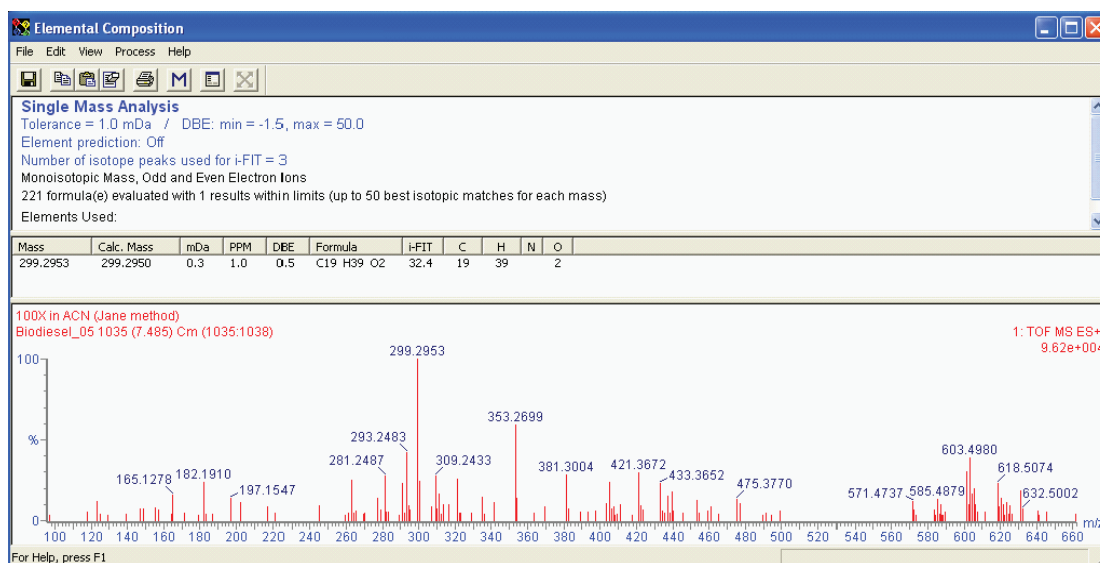 Elemental Composition
File Edit View Process Help
M
Single Mass Analysis
Tolerance = 1.0 mDa / DBE: min = -1.5, max = 50.0
Element prediction: Off
Number of isotope peaks used for i-FIT = 3
Monoisotopic Mass, Odd and Even Electron Ions
221 formula(e) evaluated with 1 results within limits (up to 50 best isotopic matches for each mass)
Elements Used:
Mass Calc. Mass mDa PPM DBE Formula i-FIT C H N O
299.2953 299.2950 0.3 1.0 0.5 C19 H39 O2 32.4 19 39 2
100X in ACN (Jane method)
Biodiesel_05 1035 (7.485) Cm (1035:1038)
1: TOF MS ES+
9.62e+004
100
%
0
299.2953
353.2699
293.2483
603.4980
281.2487
309.2433
381.3004
421.3672
165.1278
182.1910
433.3652
618.5074
197.1547
475.3770
571.4737
585.4879
632.5002
100 120 140 160 180 200 220 240 260 280 300 320 340 360 380 400 420 440 460 480 500 520 540 560 580 600 620 640 660
m/z
For Help, press F1